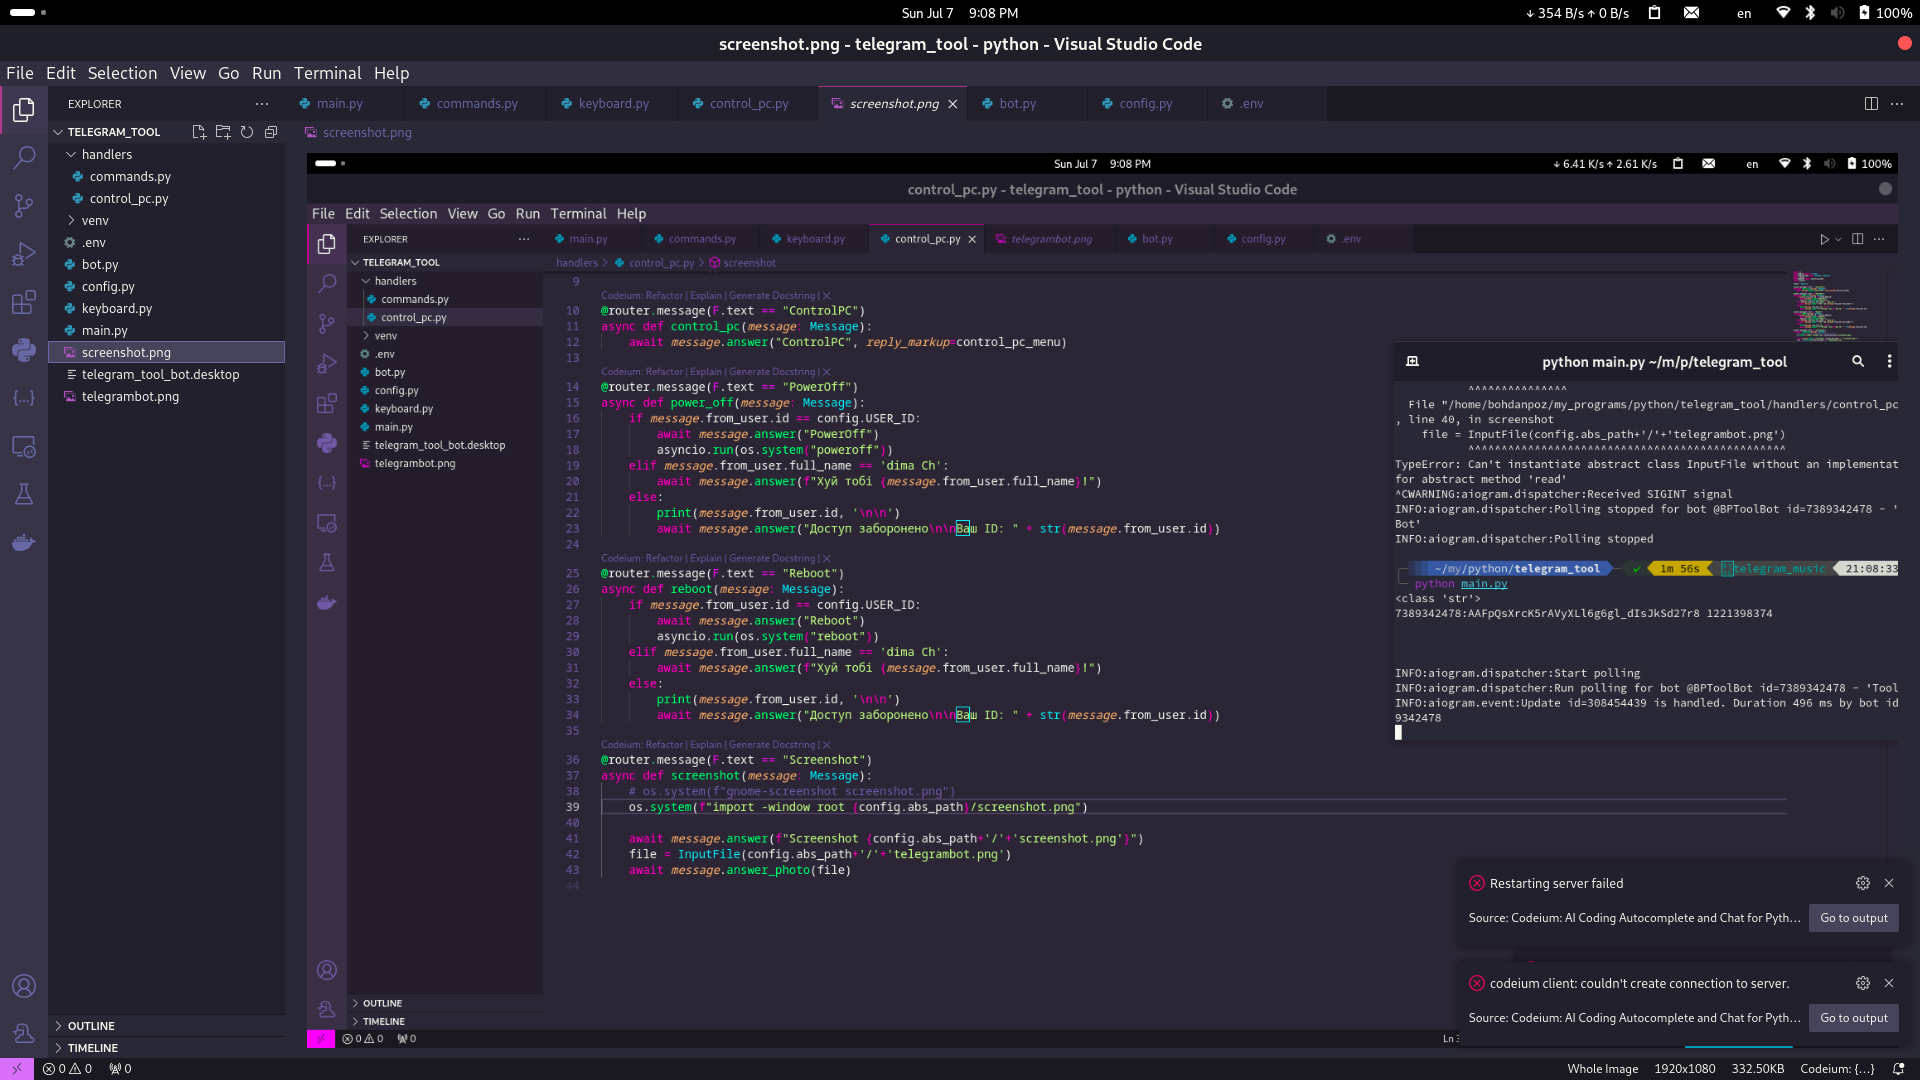 Sun Jul 7 9:08 PM
↓ 354 B/s ↑ 0 B/s en 100%
screenshot.png - telegram_tool - python - Visual Studio Code
File Edit Selection View Go Run Terminal Help
EXPLORER ···
main.py commands.py keyboard.py control_pc.py screenshot.png bot.py config.py .env
TELEGRAM_TOOL
screenshot.png
handlers
commands.py
control_pc.py
venv
.env
bot.py
config.py
keyboard.py
main.py
screenshot.png
telegram_tool_bot.desktop
telegrambot.png
OUTLINE
TIMELINE
Sun Jul 7 9:08 PM
↓ 6.41 K/s ↑ 2.61 K/s en 100%
control_pc.py - telegram_tool - python - Visual Studio Code
File Edit Selection View Go Run Terminal Help
EXPLORER ···
main.py commands.py keyboard.py control_pc.py telegrambot.png bot.py config.py .env
TELEGRAM_TOOL
handlers > control_pc.py > screenshot
handlers
commands.py
control_pc.py
venv
.env
bot.py
config.py
keyboard.py
main.py
telegram_tool_bot.desktop
telegrambot.png
OUTLINE
TIMELINE
9
Codeium: Refactor | Explain | Generate Docstring | X
10 @router.message(F.text == "ControlPC")
11 async def control_pc(message: Message):
12 await message.answer("ControlPC", reply_markup=control_pc_menu)
13
Codeium: Refactor | Explain | Generate Docstring | X
14 @router.message(F.text == "PowerOff")
15 async def power_off(message: Message):
16 if message.from_user.id == config.USER_ID:
17 await message.answer("PowerOff")
18 asyncio.run(os.system("poweroff"))
19 elif message.from_user.full_name == 'dima Ch':
20 await message.answer(f"Хуй тобі {message.from_user.full_name}!")
21 else:
22 print(message.from_user.id, '\n\n')
23 await message.answer("Доступ заборонено\n\nВаш ID: " + str(message.from_user.id))
24
Codeium: Refactor | Explain | Generate Docstring | X
25 @router.message(F.text == "Reboot")
26 async def reboot(message: Message):
27 if message.from_user.id == config.USER_ID:
28 await message.answer("Reboot")
29 asyncio.run(os.system("reboot"))
30 elif message.from_user.full_name == 'dima Ch':
31 await message.answer(f"Хуй тобі {message.from_user.full_name}!")
32 else:
33 print(message.from_user.id, '\n\n')
34 await message.answer("Доступ заборонено\n\nВаш ID: " + str(message.from_user.id))
35
Codeium: Refactor | Explain | Generate Docstring | X
36 @router.message(F.text == "Screenshot")
37 async def screenshot(message: Message):
38 # os.system(f"gnome-screenshot screenshot.png")
39 os.system(f"import -window root {config.abs_path}/screenshot.png")
40
41 await message.answer(f"Screenshot {config.abs_path+'/'+'screenshot.png'}")
42 file = InputFile(config.abs_path+'/'+'telegrambot.png')
43 await message.answer_photo(file)
44
python main.py ~/m/p/telegram_tool
^^^^^^^^^^^^^^^
File "/home/bohdanpoz/my_programs/python/telegram_tool/handlers/control_pc
, line 40, in screenshot
file = InputFile(config.abs_path+'/'+'telegrambot.png')
^^^^^^^^^^^^^^^^^^^^^^^^^^^^^^^^^^^^^^^^^^^^^^^^
TypeError: Can't instantiate abstract class InputFile without an implementat
for abstract method 'read'
^CWARNING:aiogram.dispatcher:Received SIGINT signal
INFO:aiogram.dispatcher:Polling stopped for bot @BPToolBot id=7389342478 - '
Bot'
INFO:aiogram.dispatcher:Polling stopped
~/my/python/telegram_tool ✔ 1m 56s telegram_music 21:08:33
python main.py
<class 'str'>
7389342478:AAFpQsXrcK5rAVyXLl6g6gl_dIsJkSd27r8 1221398374
INFO:aiogram.dispatcher:Start polling
INFO:aiogram.dispatcher:Run polling for bot @BPToolBot id=7389342478 - 'Tool
INFO:aiogram.event:Update id=308454439 is handled. Duration 496 ms by bot id
9342478
Restarting server failed
Source: Codeium: AI Coding Autocomplete and Chat for Pyth... Go to output
codeium client: couldn't create connection to server.
Source: Codeium: AI Coding Autocomplete and Chat for Pyth... Go to output
0 0 0 Ln 3
0 0 0 Whole Image 1920x1080 332.50KB Codeium: {...}